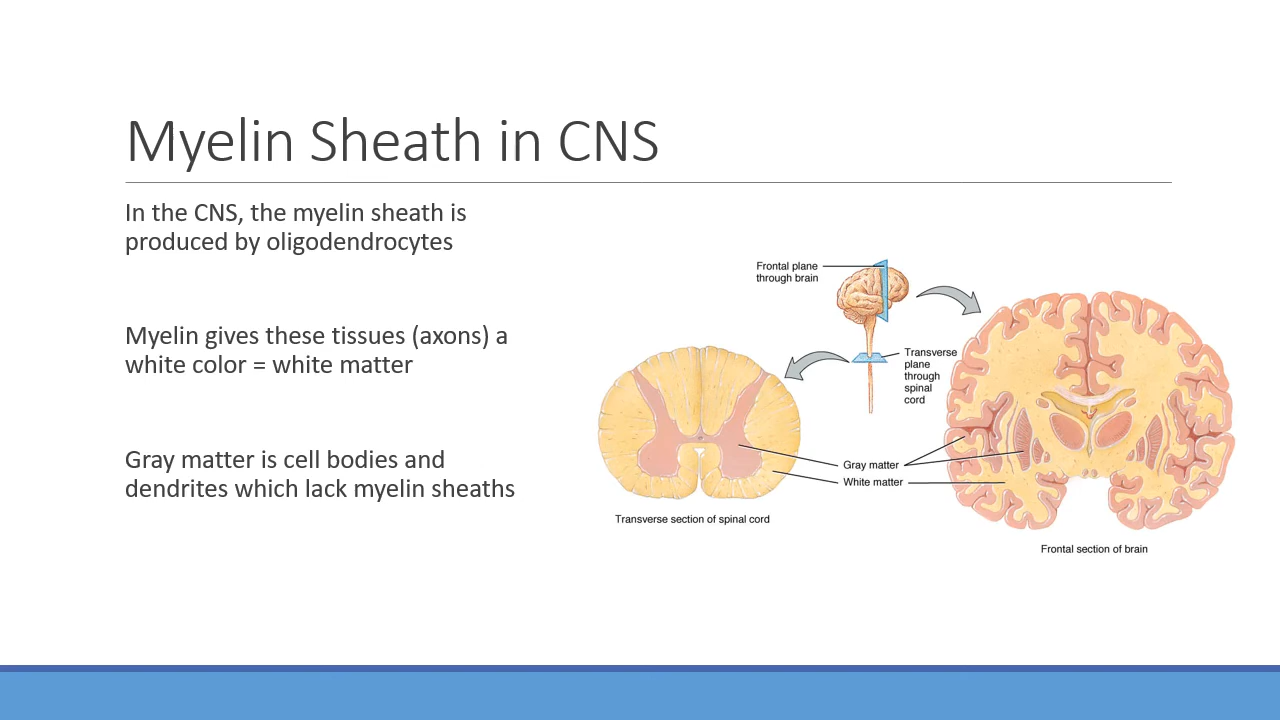 Myelin Sheath in CNS
In the CNS, the myelin sheath is
produced by oligodendrocytes
Myelin gives these tissues (axons) a
white color = white matter
Gray matter is cell bodies and
dendrites which lack myelin sheaths
Frontal plane
through brain
Transverse
plane
through
spinal
cord
Gray matter
White matter
Transverse section of spinal cord
Frontal section of brain